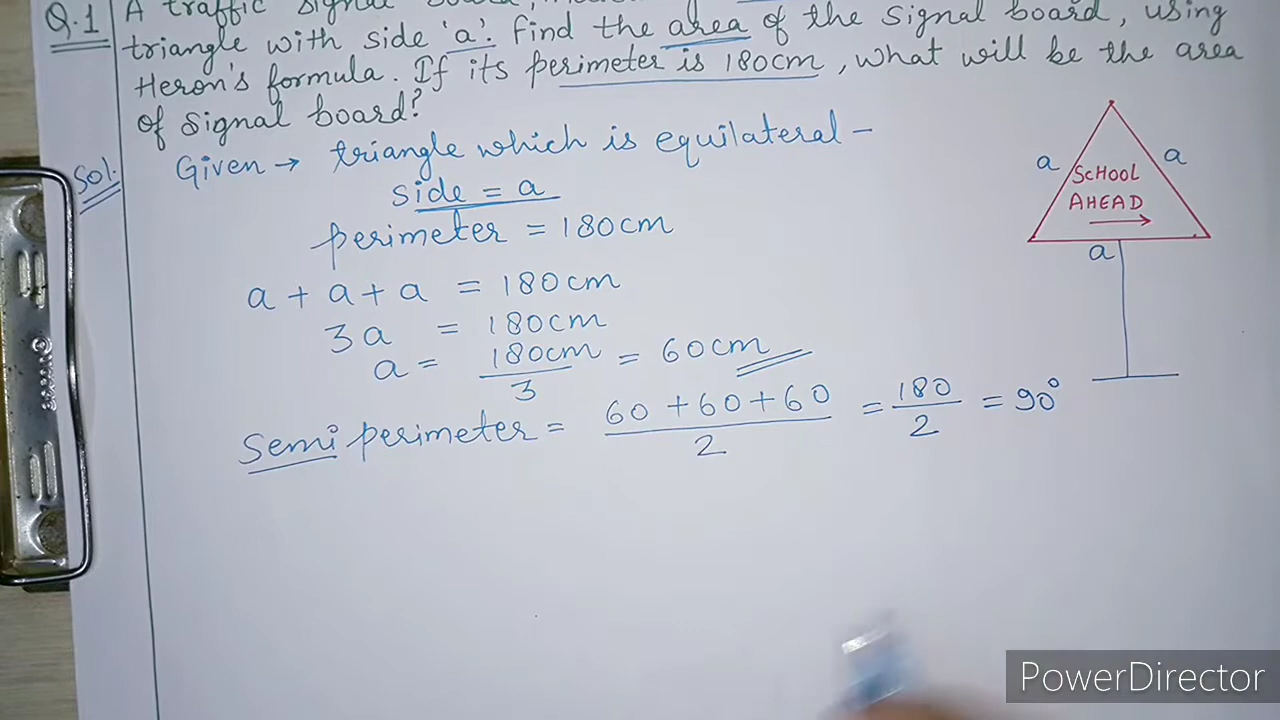 Q.1 A traffic signal board,
triangle with side 'a'. Find the area of the signal board, using
Heron's formula. If its perimeter is 180cm, what will be the area
of signal board?
Sol. Given → triangle which is equilateral –
side = a
perimeter = 180cm
a + a + a = 180cm
3a = 180cm
a = 180cm/3 = 60cm
Semi perimeter = 60+60+60/2 = 180/2 = 90°
a
a
SCHOOL
AHEAD
a
PowerDirector